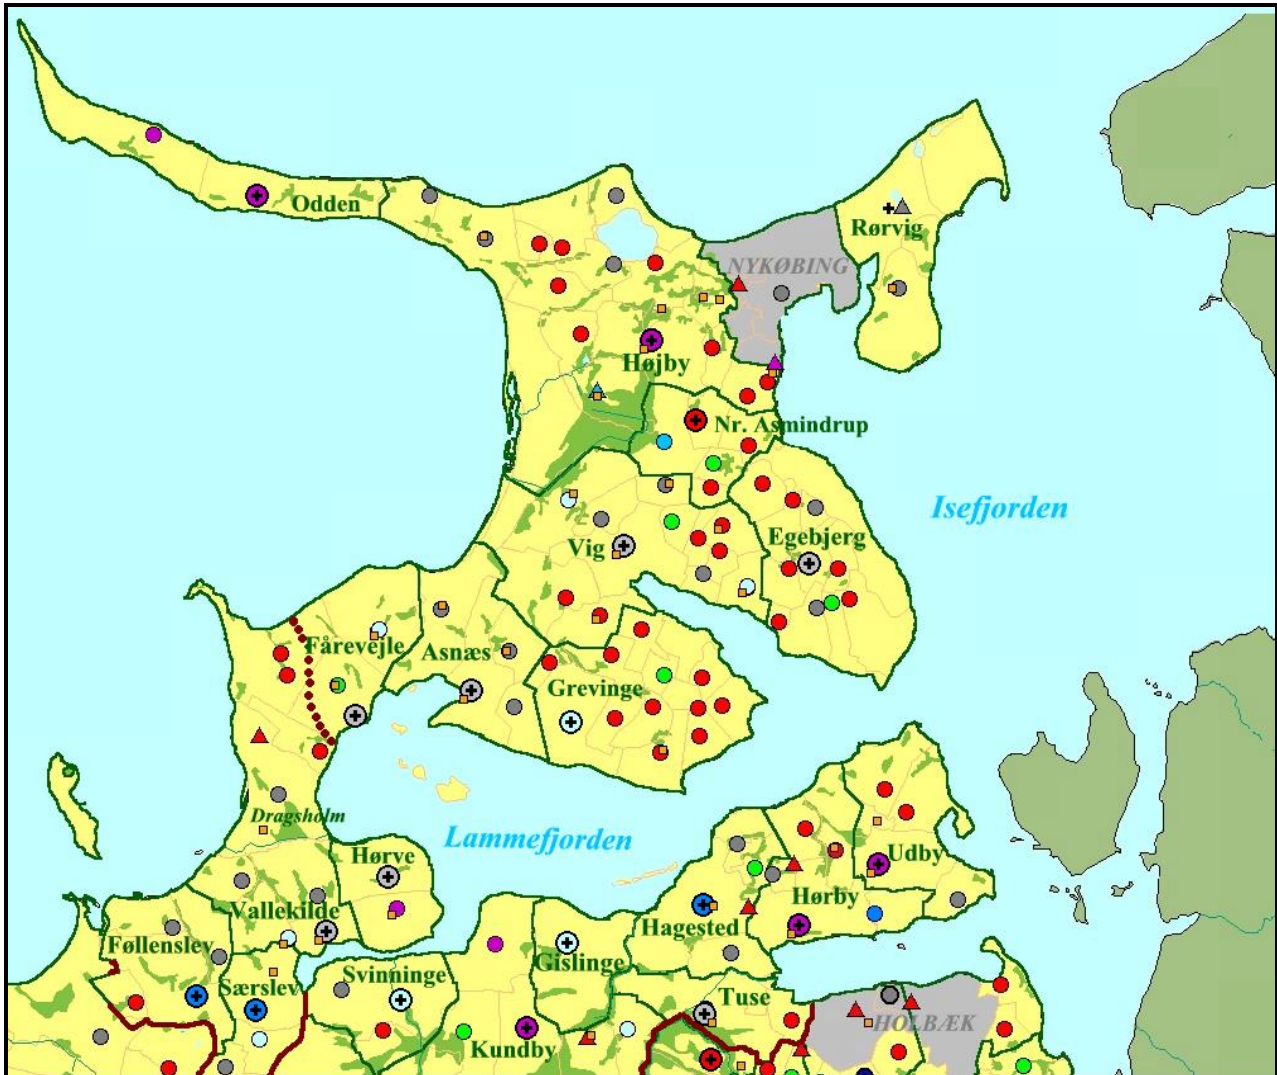 Odden
Rørvig
NYKØBING
Højby
Nr. Asmindrup
Isefjorden
Egebjerg
Vig
Fårevejle
Asnæs
Grevinge
Dragsholm
Lammefjorden
Hørve
Udby
Hørby
Vallekilde
Hagested
Føllenslev
Gislinge
Svinninge
Særslev
Tuse
HOLBÆK
Kundby